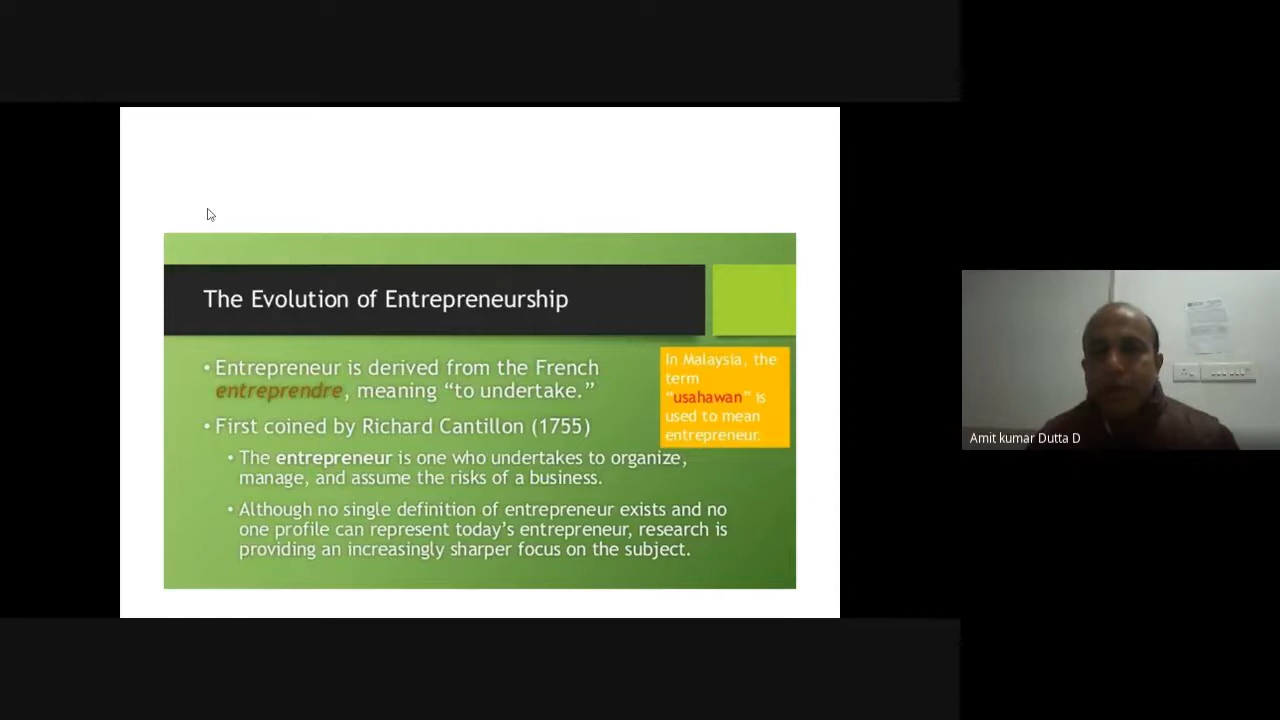 The Evolution of Entrepreneurship
• Entrepreneur is derived from the French
entreprendre, meaning “to undertake.”
• First coined by Richard Cantillon (1755)
• The entrepreneur is one who undertakes to organize,
manage, and assume the risks of a business.
• Although no single definition of entrepreneur exists and no
one profile can represent today’s entrepreneur, research is
providing an increasingly sharper focus on the subject.
In Malaysia, the
term
“usahawan” is
used to mean
entrepreneur.
Amit kumar Dutta D